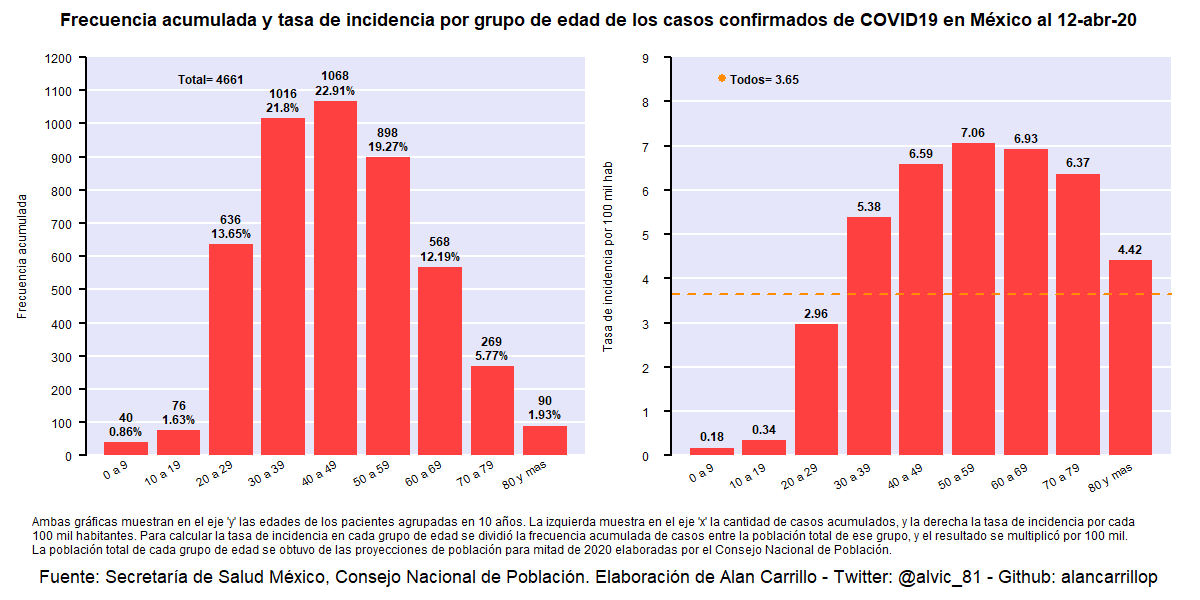 Frecuencia acumulada y tasa de incidencia por grupo de edad de los casos confirmados de COVID19 en México al 12-abr-20
Frecuencia acumulada
1200
1100
1000
900
800
700
600
500
400
300
200
100
0
Total= 4661
40
0.86%
76
1.63%
636
13.65%
1016
21.8%
1068
22.91%
898
19.27%
568
12.19%
269
5.77%
90
1.93%
0 a 9
10 a 19
20 a 29
30 a 39
40 a 49
50 a 59
60 a 69
70 a 79
80 y mas
Tasa de incidencia por 100 mil hab
9
8
7
6
5
4
3
2
1
0
Todos= 3.65
0.18
0.34
2.96
5.38
6.59
7.06
6.93
6.37
4.42
0 a 9
10 a 19
20 a 29
30 a 39
40 a 49
50 a 59
60 a 69
70 a 79
80 y mas
Ambas gráficas muestran en el eje 'y' las edades de los pacientes agrupadas en 10 años. La izquierda muestra en el eje 'x' la cantidad de casos acumulados, y la derecha la tasa de incidencia por cada
100 mil habitantes. Para calcular la tasa de incidencia en cada grupo de edad se dividió la frecuencia acumulada de casos entre la población total de ese grupo, y el resultado se multiplicó por 100 mil.
La población total de cada grupo de edad se obtuvo de las proyecciones de población para mitad de 2020 elaboradas por el Consejo Nacional de Población.
Fuente: Secretaría de Salud México, Consejo Nacional de Población. Elaboración de Alan Carrillo - Twitter: @alvic_81 - Github: alancarrillop